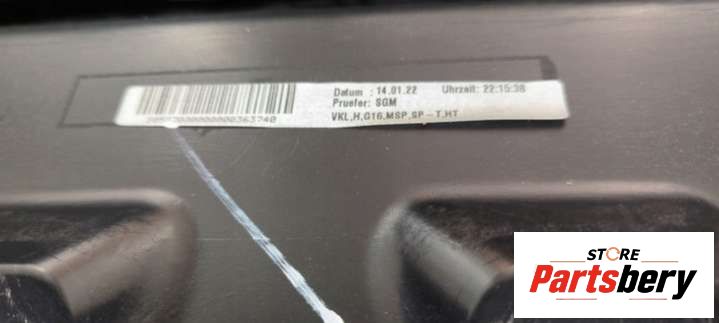 Datum : 14.01.22 Uhrzeit: 22:15:38
Pruefer: SGM
VKL,H,G16,MSP,SP-T,HT
STORE
Partsbery